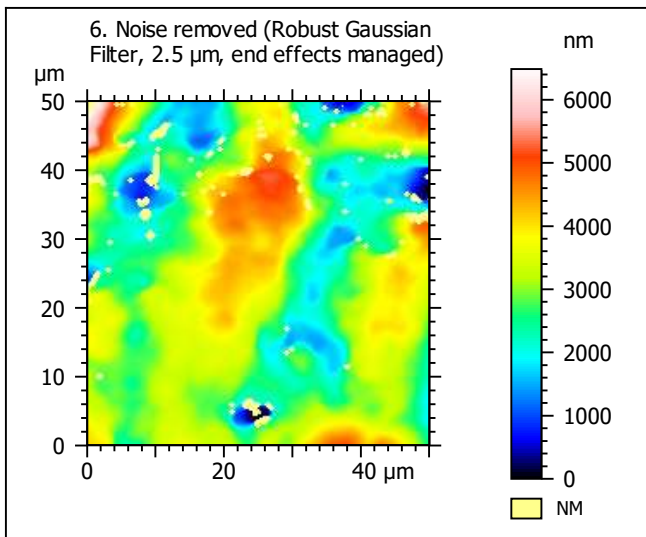 6. Noise removed (Robust Gaussian
Filter, 2.5 µm, end effects managed)
nm
µm
50
40
30
20
10
0
0
20
40 µm
6000
5000
4000
3000
2000
1000
0
NM